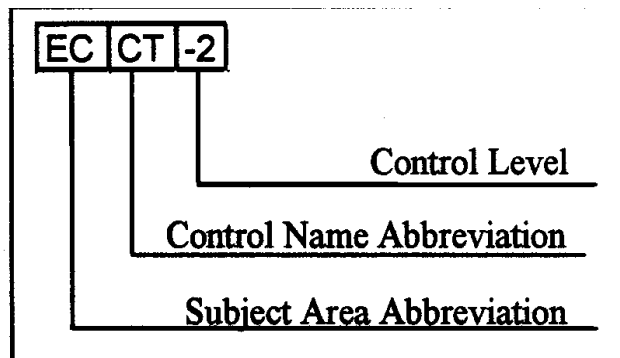 EC CT -2
Control Level
Control Name Abbreviation
Subject Area Abbreviation